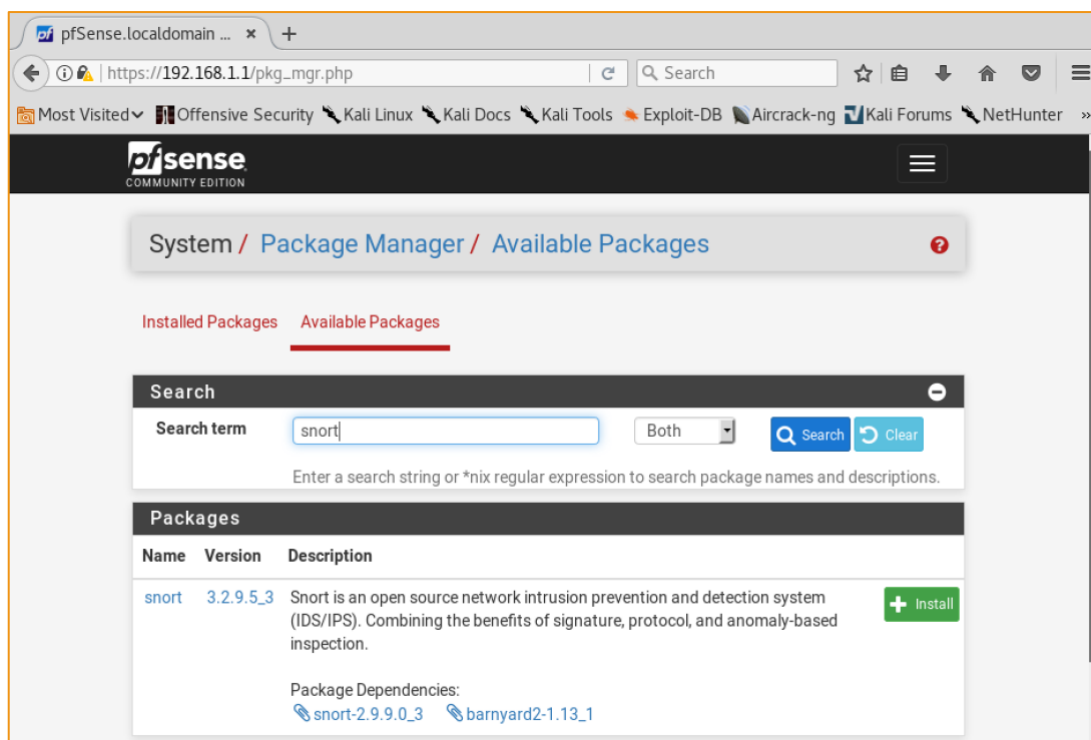 pfSense.localdomain ... × +
https://192.168.1.1/pkg_mgr.php Search
Most Visited Offensive Security Kali Linux Kali Docs Kali Tools Exploit-DB Aircrack-ng Kali Forums NetHunter »
pfsense
COMMUNITY EDITION
System / Package Manager / Available Packages
Installed Packages Available Packages
Search
Search term snort Both Search Clear
Enter a search string or *nix regular expression to search package names and descriptions.
Packages
Name Version Description
snort 3.2.9.5_3 Snort is an open source network intrusion prevention and detection system Install
(IDS/IPS). Combining the benefits of signature, protocol, and anomaly-based
inspection.
Package Dependencies:
snort-2.9.9.0_3 barnyard2-1.13_1